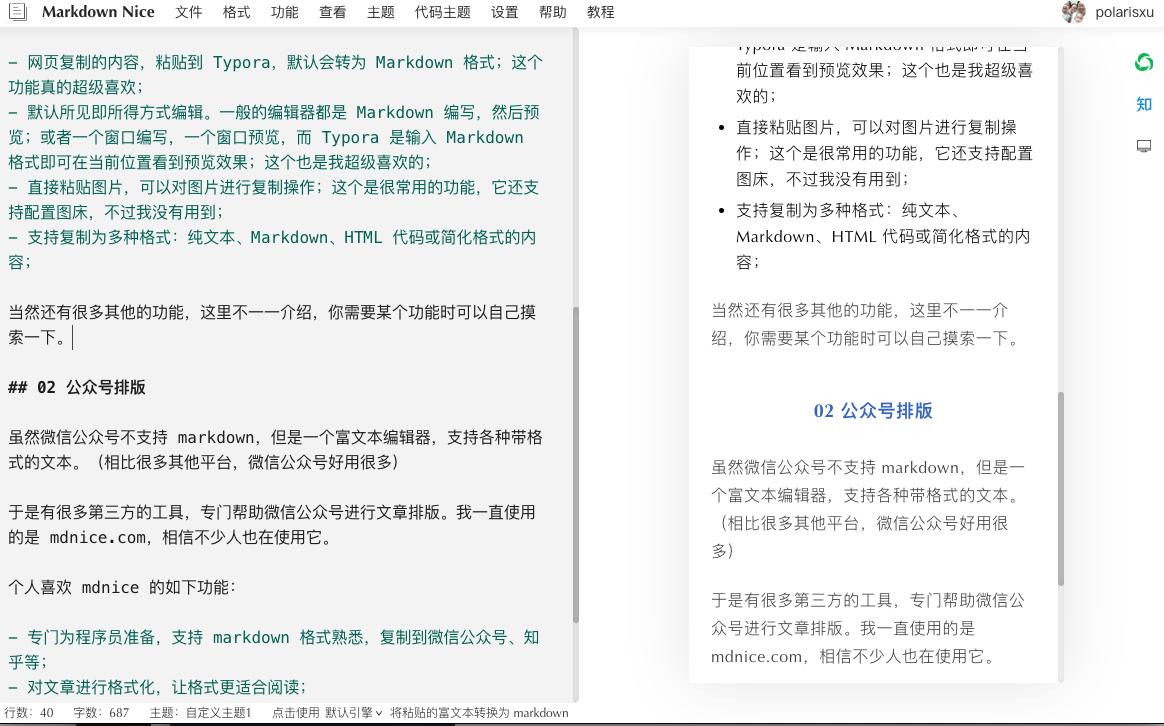 Markdown Nice 文件 格式 功能 查看 主题 代码主题 设置 帮助 教程 polarisxu
- 网页复制的内容，粘贴到 Typora，默认会转为 Markdown 格式；这个
功能真的超级喜欢；
- 默认所见即所得方式编辑。一般的编辑器都是 Markdown 编写，然后预
览；或者一个窗口编写，一个窗口预览，而 Typora 是输入 Markdown
格式即可在当前位置看到预览效果；这个也是我超级喜欢的；
- 直接粘贴图片，可以对图片进行复制操作；这个是很常用的功能，它还支
持配置图床，不过我没有用到；
- 支持复制为多种格式：纯文本、Markdown、HTML 代码或简化格式的内
容；
当然还有很多其他的功能，这里不一一介绍，你需要某个功能时可以自己摸
索一下。
## 02 公众号排版
虽然微信公众号不支持 markdown，但是一个富文本编辑器，支持各种带格
式的文本。（相比很多其他平台，微信公众号好用很多）
于是有很多第三方的工具，专门帮助微信公众号进行文章排版。我一直使用
的是 mdnice.com，相信不少人也在使用它。
个人喜欢 mdnice 的如下功能：
- 专门为程序员准备，支持 markdown 格式熟悉，复制到微信公众号、知
乎等；
- 对文章进行格式化，让格式更适合阅读；
Typora 是输入 Markdown 格式即可在当
前位置看到预览效果；这个也是我超级喜
欢的；
• 直接粘贴图片，可以对图片进行复制操
作；这个是很常用的功能，它还支持配置
图床，不过我没有用到；
• 支持复制为多种格式：纯文本、
Markdown、HTML 代码或简化格式的内
容；
当然还有很多其他的功能，这里不一一介
绍，你需要某个功能时可以自己摸索一下。
02 公众号排版
虽然微信公众号不支持 markdown，但是一
个富文本编辑器，支持各种带格式的文本。
（相比很多其他平台，微信公众号好用很
多）
于是有很多第三方的工具，专门帮助微信公
众号进行文章排版。我一直使用的是
mdnice.com，相信不少人也在使用它。
知
行数：40 字数：687 主题：自定义主题1 点击使用 默认引擎 将粘贴的富文本转换为 markdown